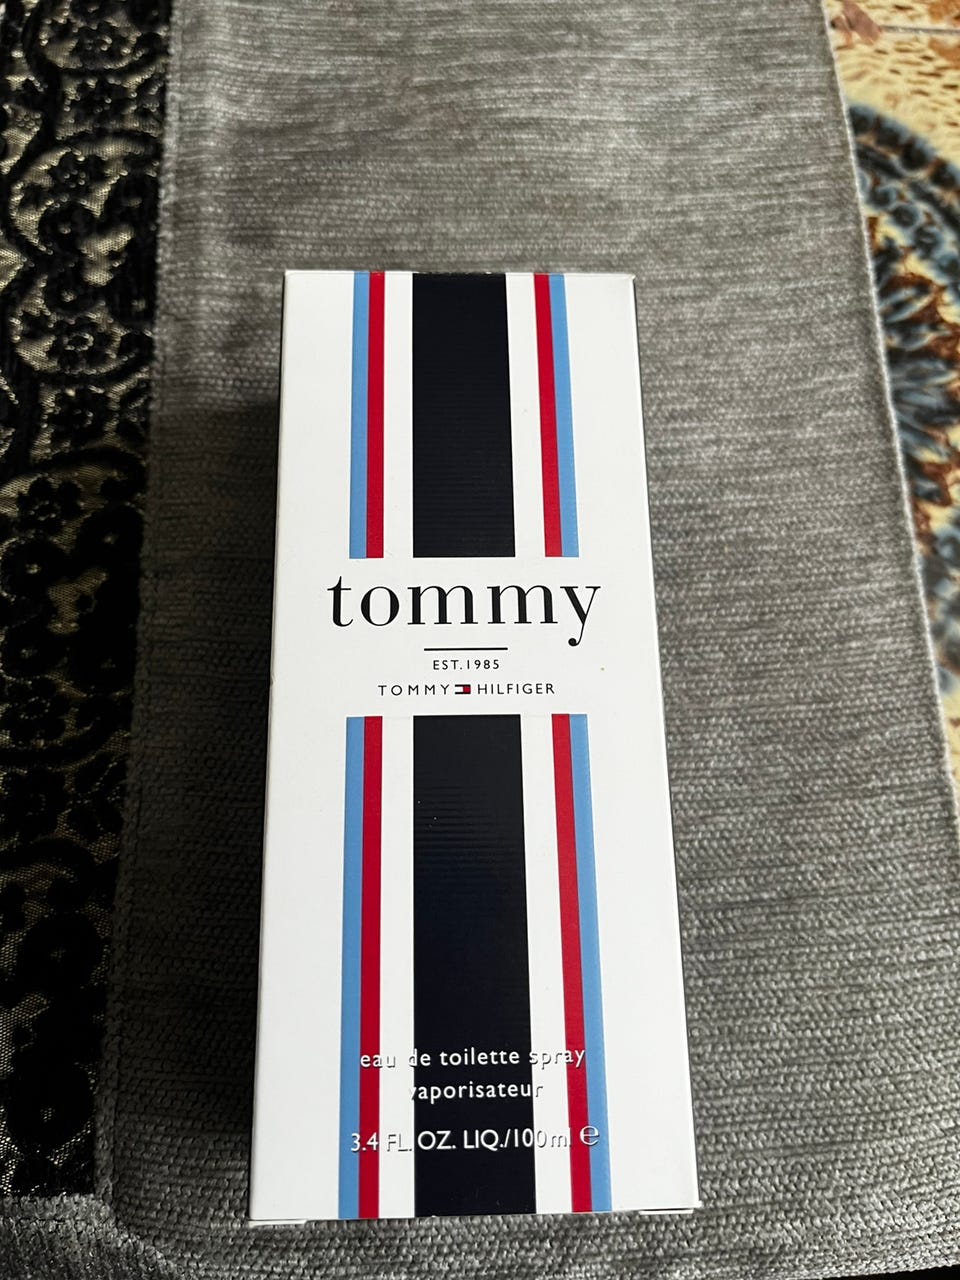 tommy
EST.1985
TOMMY HILFIGER
eau de toilette spray
vaporisateur
3.4 FL. OZ. LIQ./100ml ℮